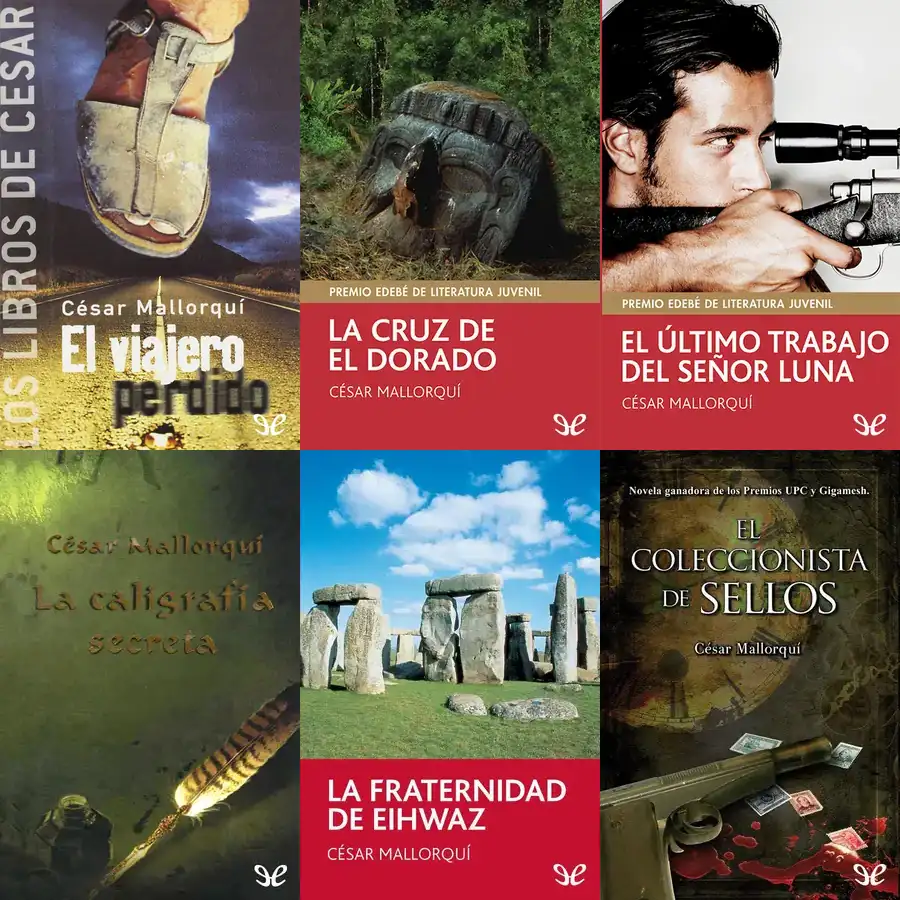 LOS LIBROS DE CESAR
César Mallorquí
El viajero
perdido
PREMIO EDEBÉ DE LITERATURA JUVENIL
LA CRUZ DE
EL DORADO
CÉSAR MALLORQUÍ
PREMIO EDEBÉ DE LITERATURA JUVENIL
EL ÚLTIMO TRABAJO
DEL SEÑOR LUNA
CÉSAR MALLORQUÍ
César Mallorquí
La caligrafía
secreta
LA FRATERNIDAD
DE EIHWAZ
CÉSAR MALLORQUÍ
Novela ganadora de los Premios UPC y Gigamesh.
EL
COLECCIONISTA
DE SELLOS
César Mallorquí